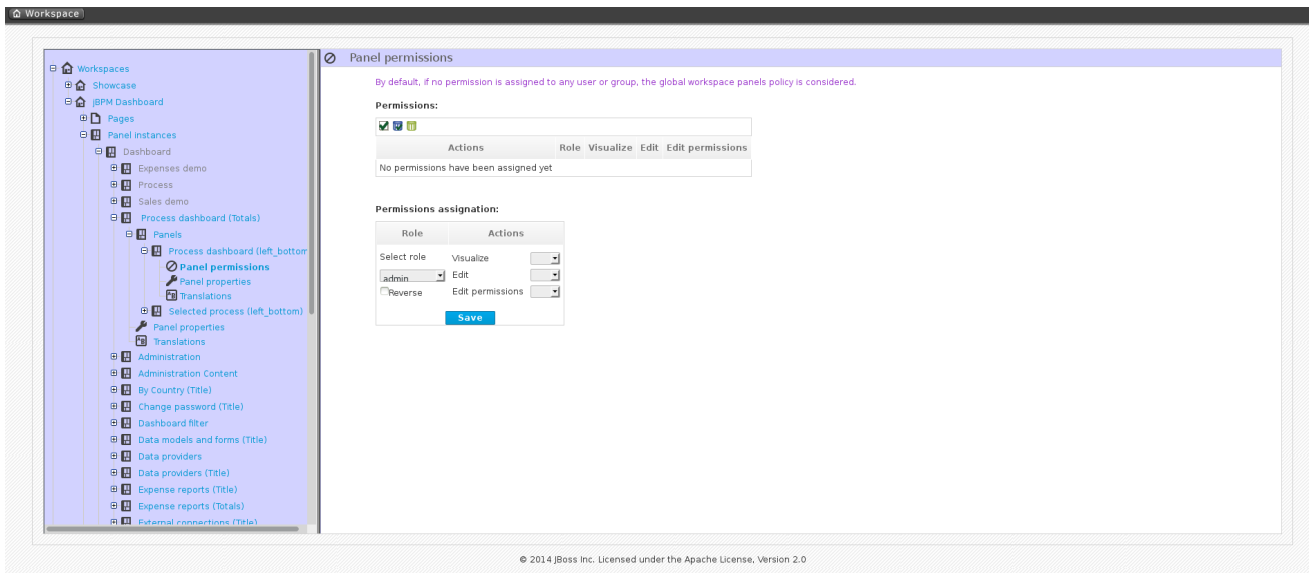 Workspace
Workspaces
Showcase
jBPM Dashboard
Pages
Panel instances
Dashboard
Expenses demo
Process
Sales demo
Process dashboard (Totals)
Panels
Process dashboard (left_bottom
Panel permissions
Panel properties
Translations
Selected process (left_bottom)
Panel properties
Translations
Administration
Administration Content
By Country (Title)
Change password (Title)
Dashboard filter
Data models and forms (Title)
Data providers
Data providers (Title)
Expense reports (Title)
Expense reports (Totals)
External connections (Title)
Panel permissions
By default, if no permission is assigned to any user or group, the global workspace panels policy is considered.
Permissions:
Actions Role Visualize Edit Edit permissions
No permissions have been assigned yet
Permissions assignation:
Role Actions
Select role Visualize
admin Edit
Reverse Edit permissions
Save
© 2014 JBoss Inc. Licensed under the Apache License, Version 2.0